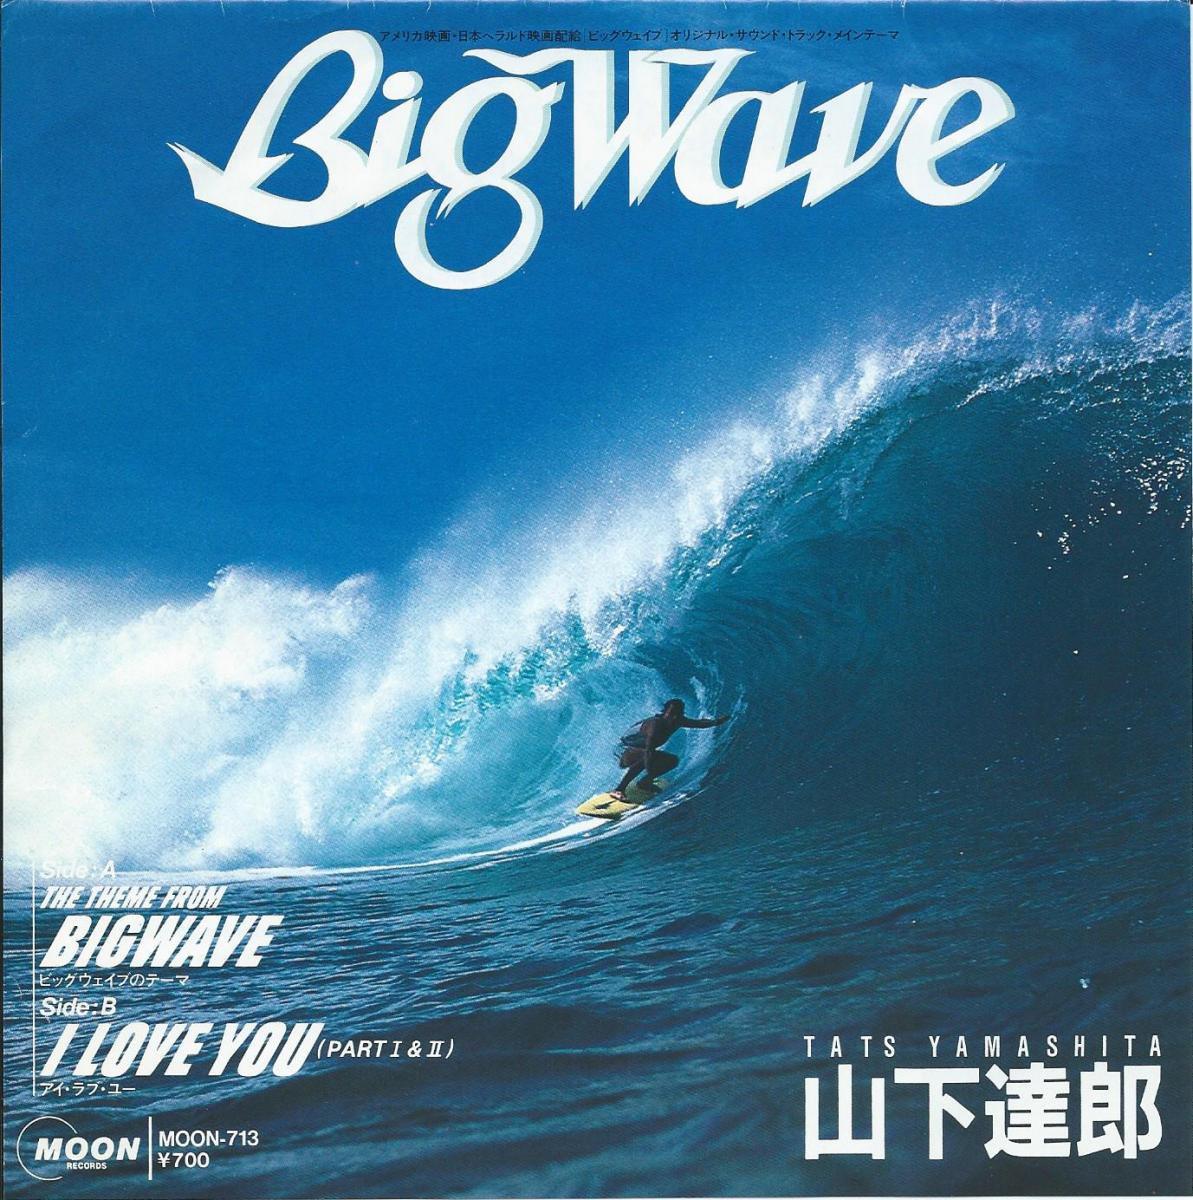 アメリカ映画・日本ヘラルド映画配給［ビッグウェイブ］オリジナル・サウンド・トラック・メインテーマ
BigWave
Side:A
THE THEME FROM
BIGWAVE
ビッグウェイブのテーマ
Side:B
I LOVE YOU (PART I & II)
アイ・ラブ・ユー
MOON
RECORDS
MOON-713
¥700
TATS YAMASHITA
山下達郎